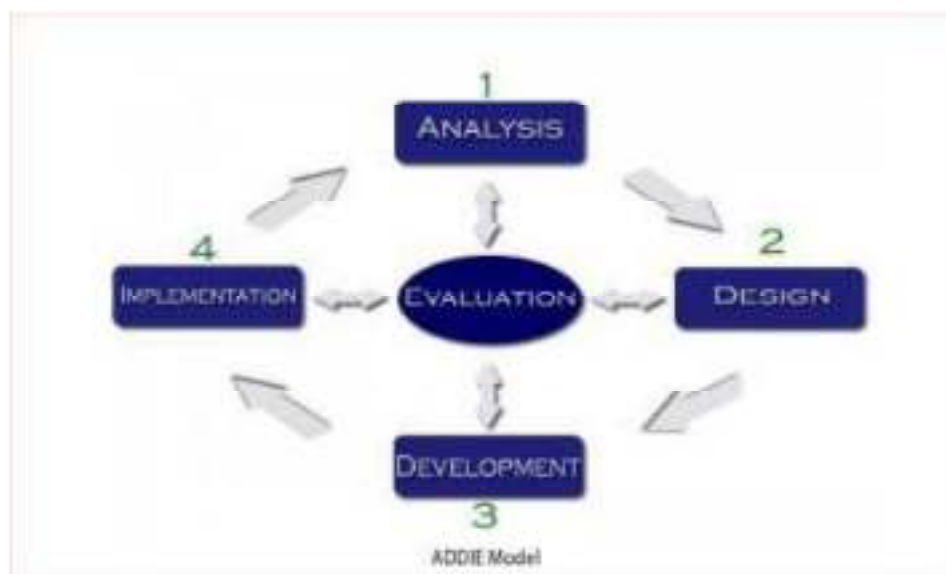 1
ANALYSIS
4
2
IMPLEMENTATION
EVALUATION
DESIGN
DEVELOPMENT
3
ADDIE Model